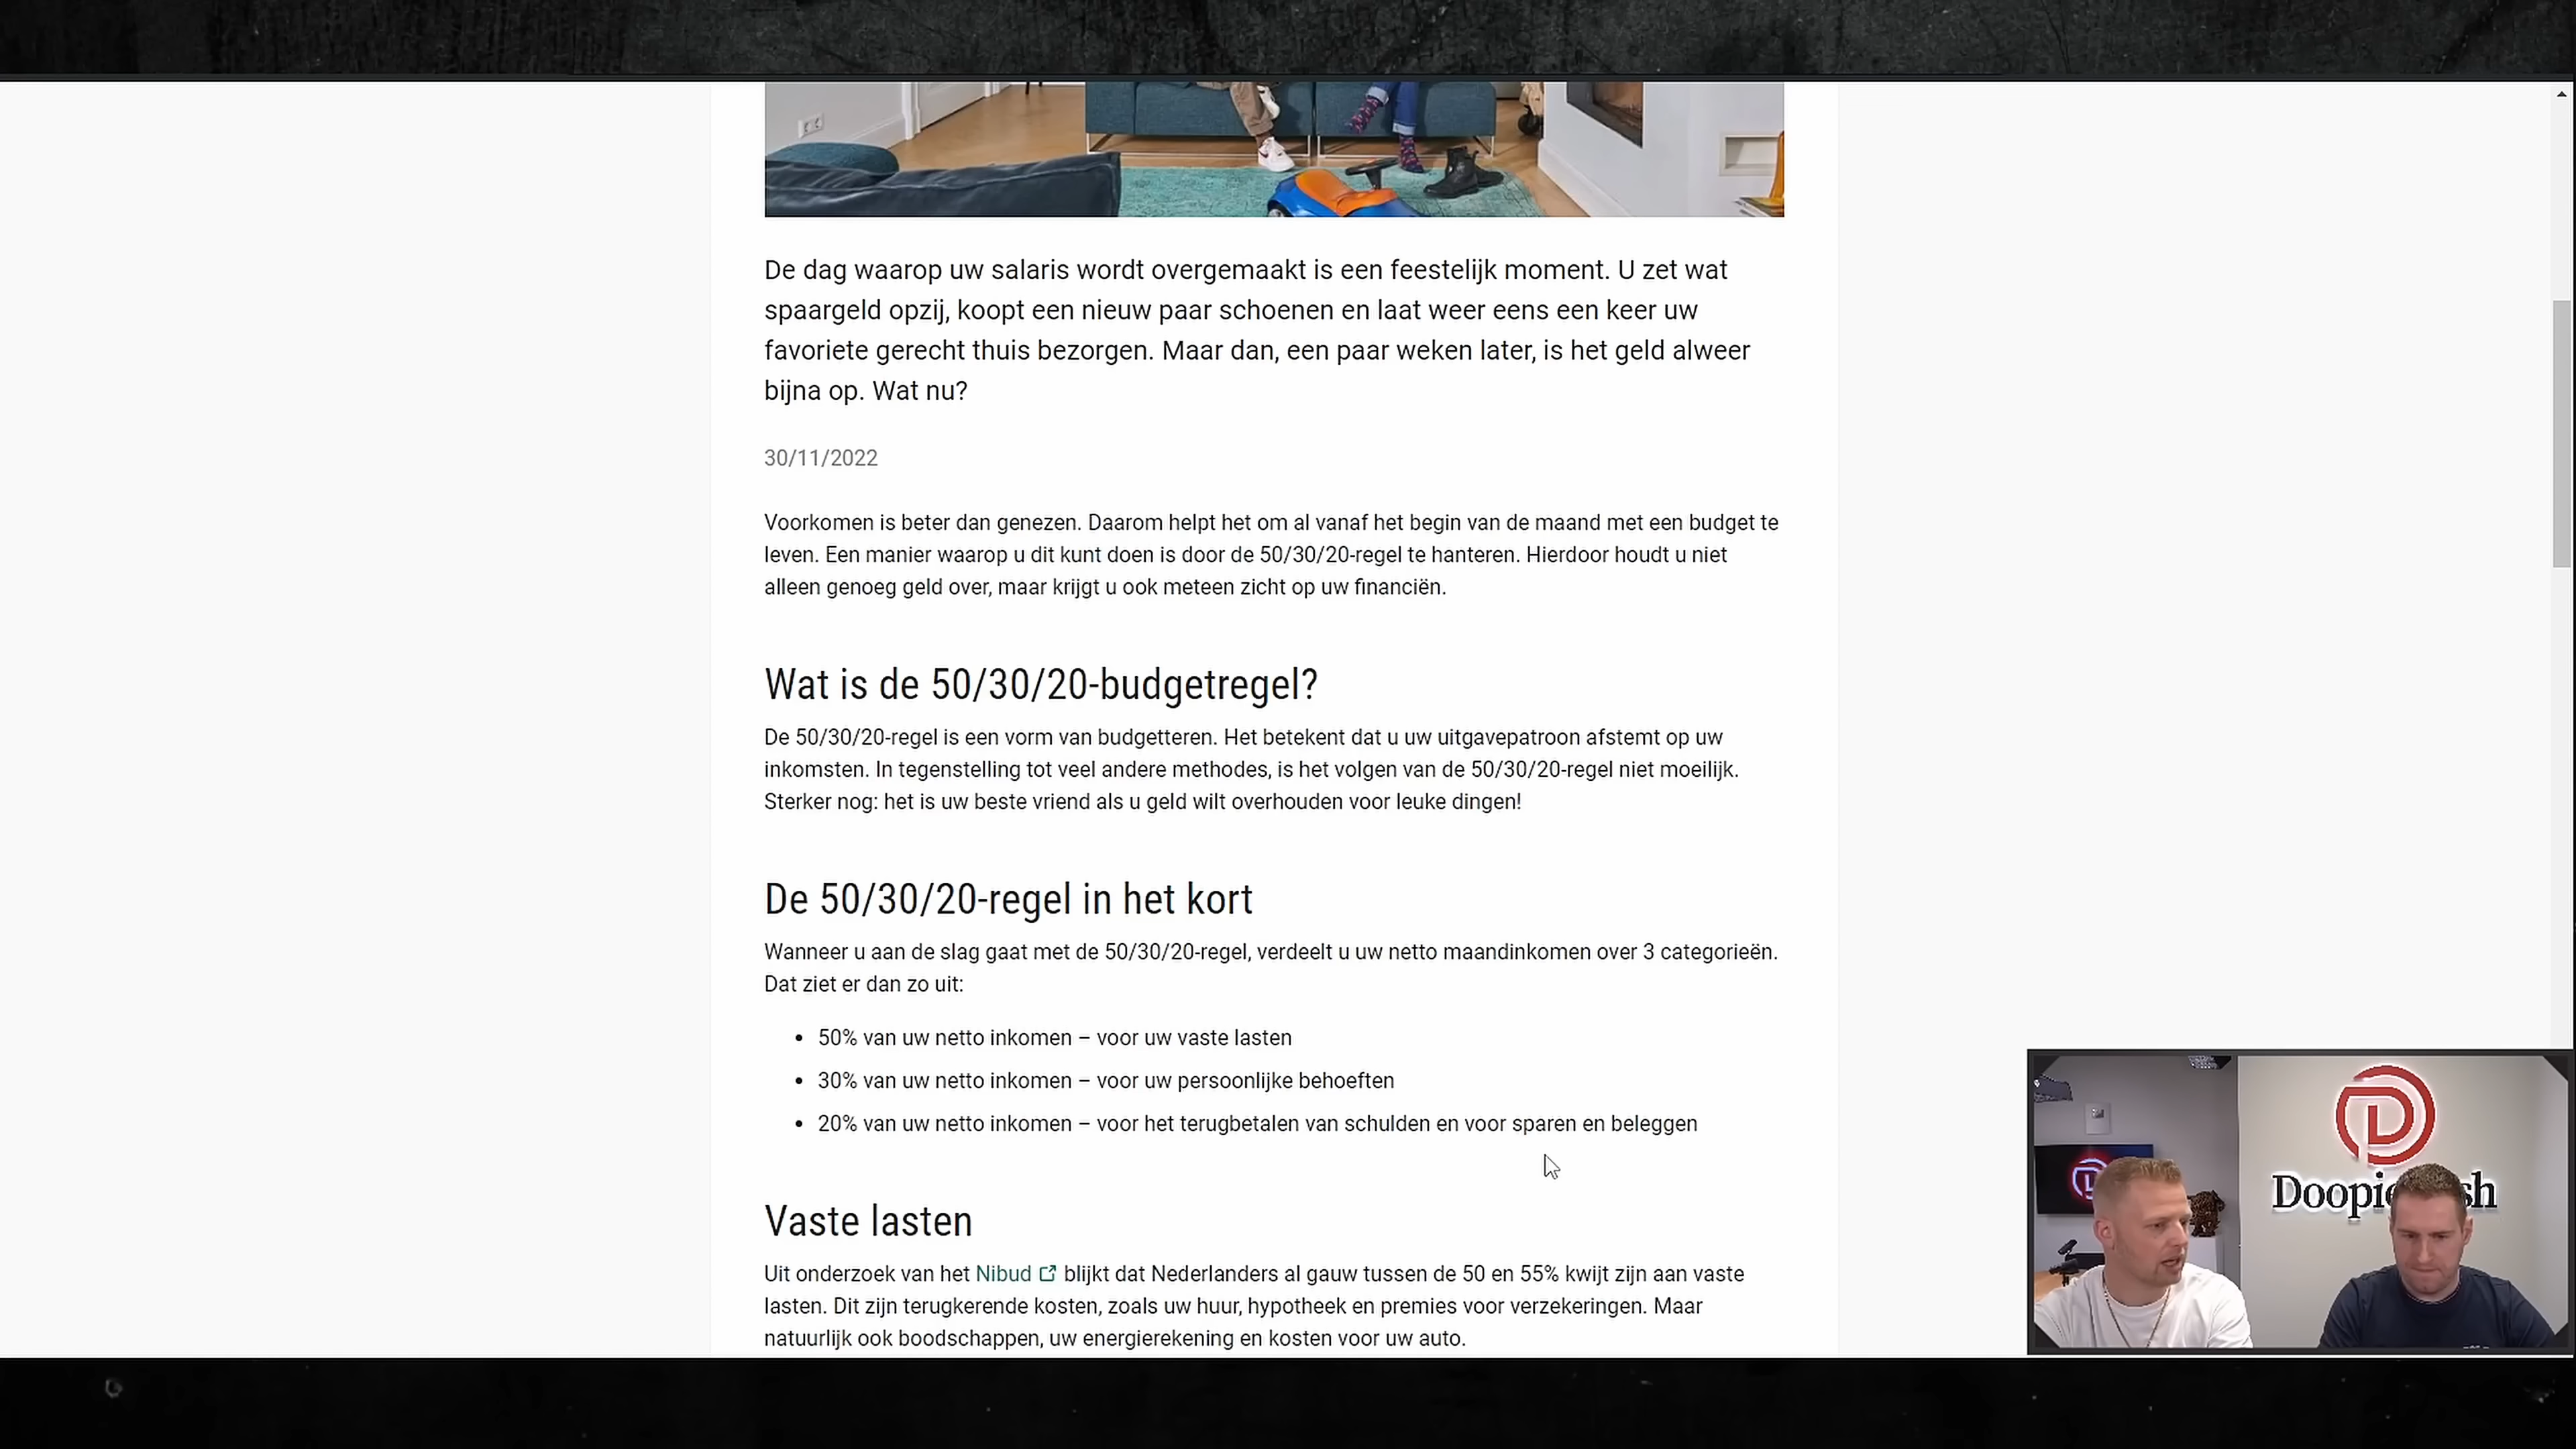 De dag waarop uw salaris wordt overgemaakt is een feestelijk moment. U zet wat
spaargeld opzij, koopt een nieuw paar schoenen en laat weer eens een keer uw
favoriete gerecht thuis bezorgen. Maar dan, een paar weken later, is het geld alweer
bijna op. Wat nu?
30/11/2022
Voorkomen is beter dan genezen. Daarom helpt het om al vanaf het begin van de maand met een budget te
leven. Een manier waarop u dit kunt doen is door de 50/30/20-regel te hanteren. Hierdoor houdt u niet
alleen genoeg geld over, maar krijgt u ook meteen zicht op uw financiën.
Wat is de 50/30/20-budgetregel?
De 50/30/20-regel is een vorm van budgetteren. Het betekent dat u uw uitgavepatroon afstemt op uw
inkomsten. In tegenstelling tot veel andere methodes, is het volgen van de 50/30/20-regel niet moeilijk.
Sterker nog: het is uw beste vriend als u geld wilt overhouden voor leuke dingen!
De 50/30/20-regel in het kort
Wanneer u aan de slag gaat met de 50/30/20-regel, verdeelt u uw netto maandinkomen over 3 categorieën.
Dat ziet er dan zo uit:
• 50% van uw netto inkomen – voor uw vaste lasten
• 30% van uw netto inkomen – voor uw persoonlijke behoeften
• 20% van uw netto inkomen – voor het terugbetalen van schulden en voor sparen en beleggen
Vaste lasten
Uit onderzoek van het Nibud blijkt dat Nederlanders al gauw tussen de 50 en 55% kwijt zijn aan vaste
lasten. Dit zijn terugkerende kosten, zoals uw huur, hypotheek en premies voor verzekeringen. Maar
natuurlijk ook boodschappen, uw energierekening en kosten voor uw auto.